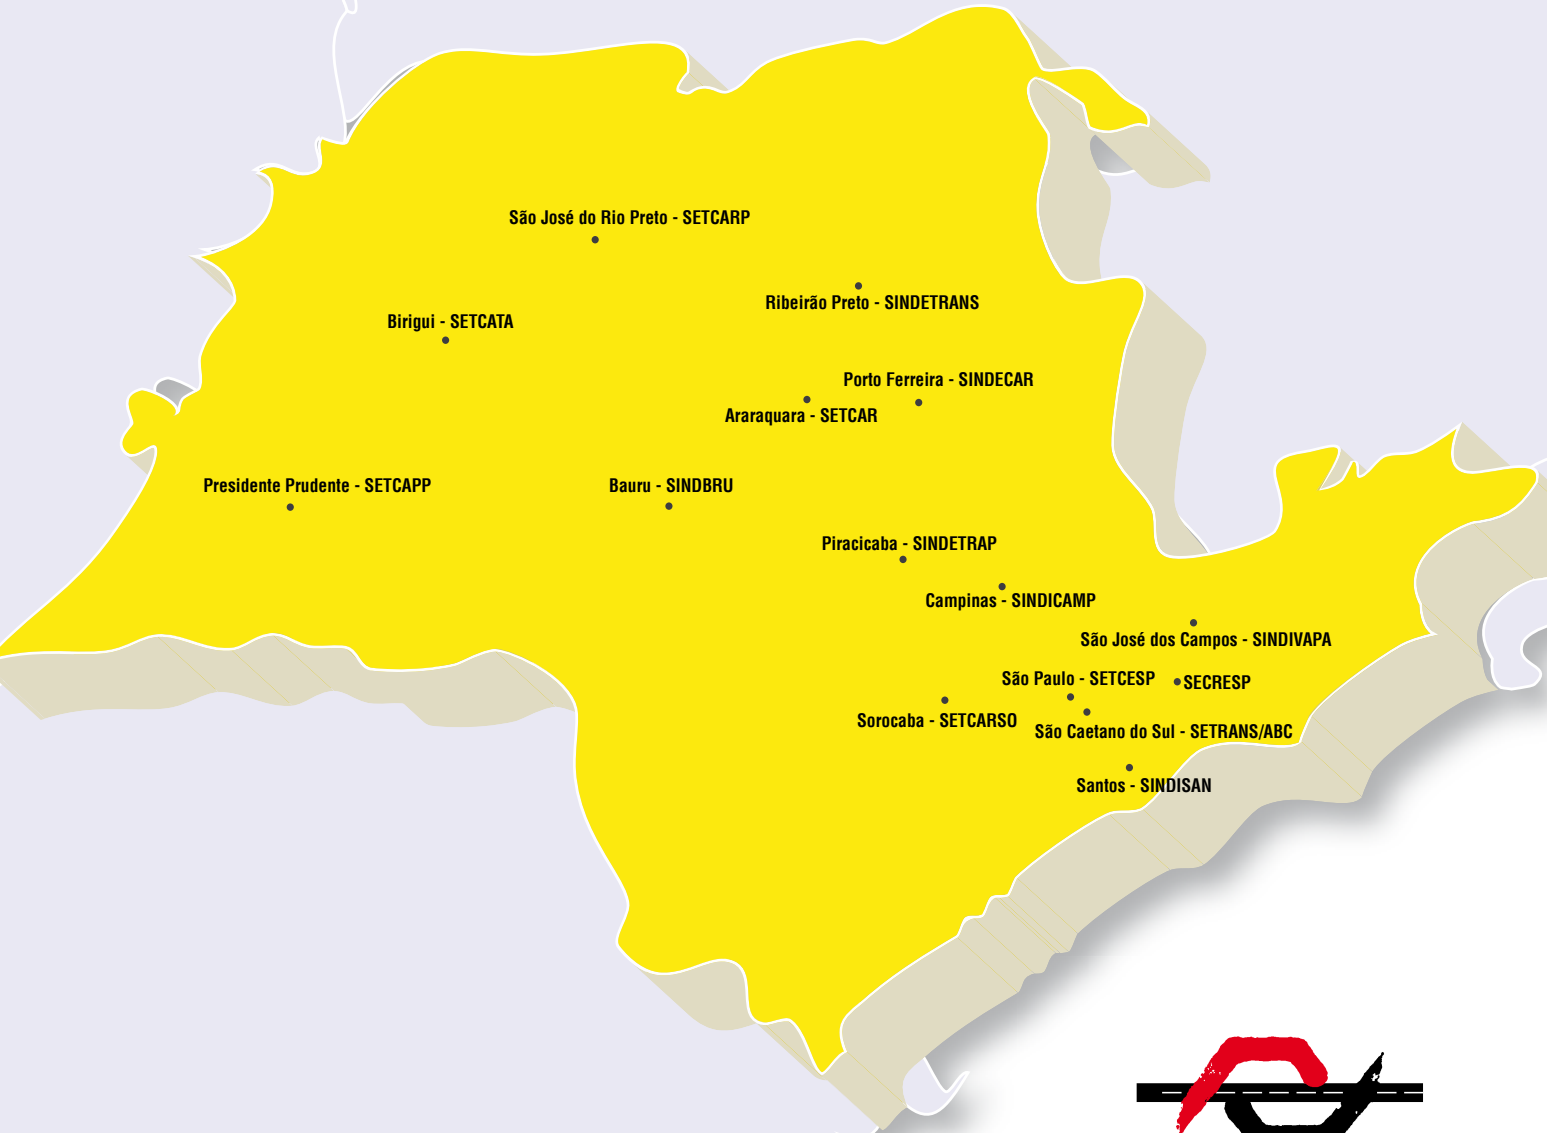 São José do Rio Preto - SETCARP
Ribeirão Preto - SINDETRANS
Birigui - SETCATA
Porto Ferreira - SINDECAR
Araraquara - SETCAR
Presidente Prudente - SETCAPP
Bauru - SINDBRU
Piracicaba - SINDETRAP
Campinas - SINDICAMP
São José dos Campos - SINDIVAPA
São Paulo - SETCESP
SECRESP
Sorocaba - SETCARSO
São Caetano do Sul - SETRANS/ABC
Santos - SINDISAN